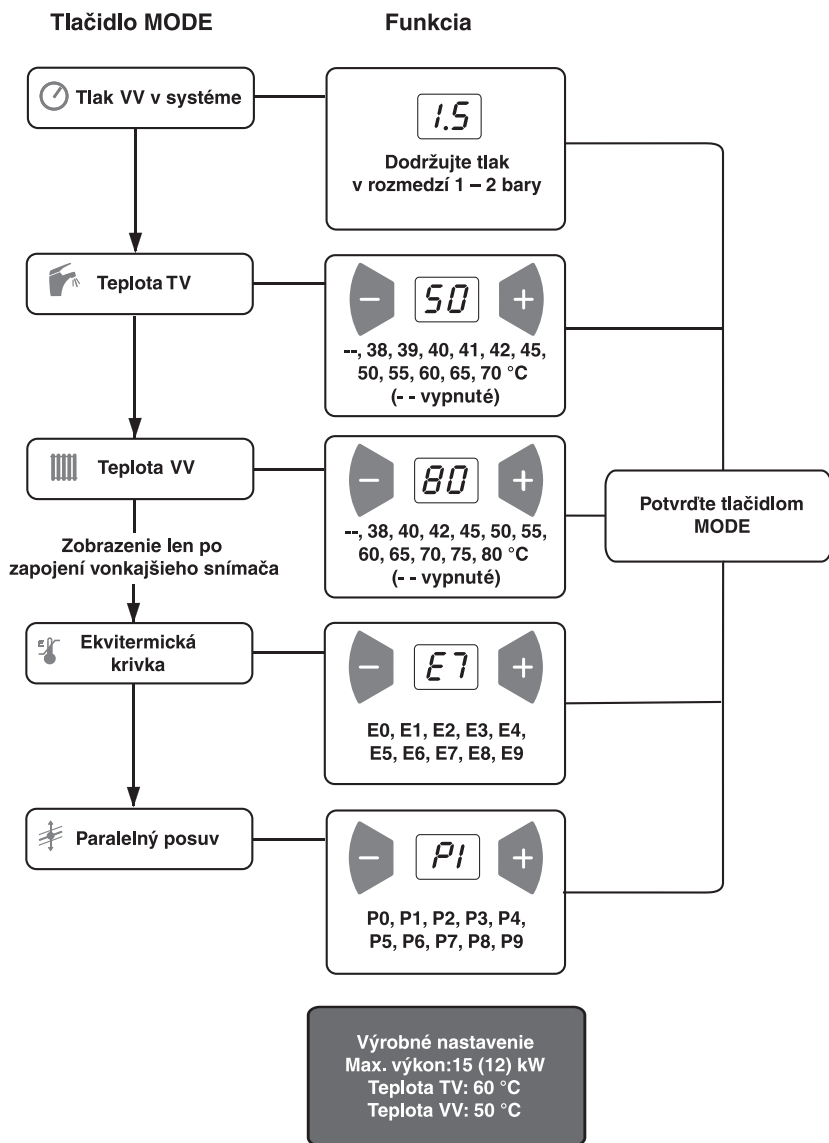 Tlačidlo MODE
Funkcia
Tlak VV v systéme
1.5
Dodržujte tlak
v rozmedzí 1 – 2 bary
Teplota TV
− 50 +
--, 38, 39, 40, 41, 42, 45,
50, 55, 60, 65, 70 °C
(- - vypnuté)
Teplota VV
− 80 +
--, 38, 40, 42, 45, 50, 55,
60, 65, 70, 75, 80 °C
(- - vypnuté)
Potvrďte tlačidlom
MODE
Zobrazenie len po
zapojení vonkajšieho snímača
E
Ekvitermická
krivka
− E7 +
E0, E1, E2, E3, E4,
E5, E6, E7, E8, E9
Paralelný posuv
− P1 +
P0, P1, P2, P3, P4,
P5, P6, P7, P8, P9
Výrobné nastavenie
Max. výkon:15 (12) kW
Teplota TV: 60 °C
Teplota VV: 50 °C